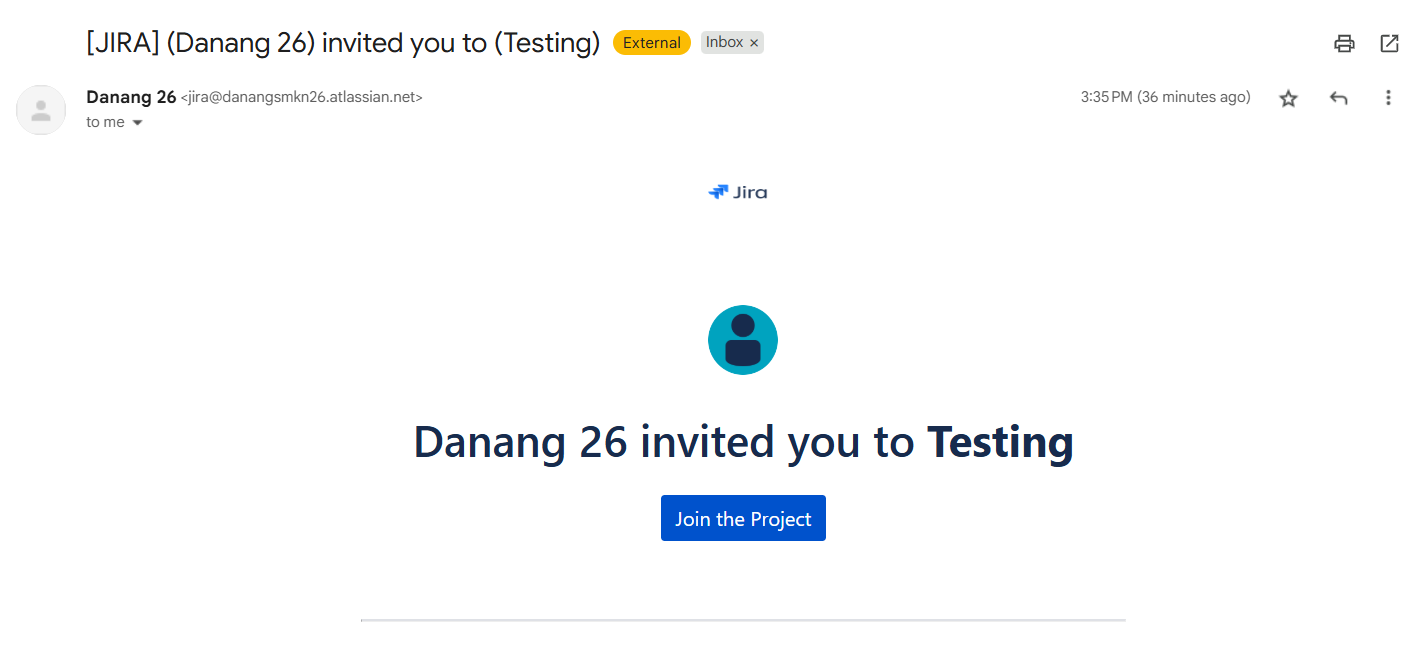 [JIRA] (Danang 26) invited you to (Testing) External Inbox ×
Danang 26 <jira@danangsmkn26.atlassian.net> 3:35 PM (36 minutes ago)
to me
Jira
Danang 26 invited you to Testing
Join the Project